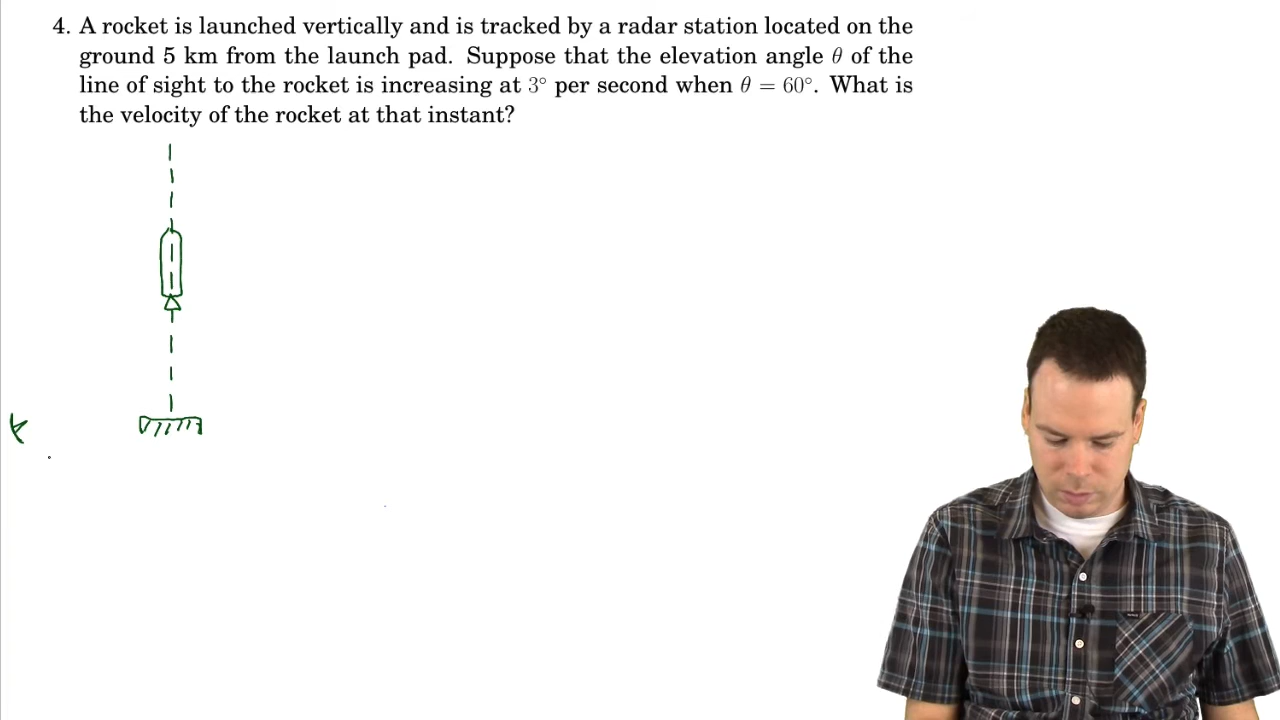 4. A rocket is launched vertically and is tracked by a radar station located on the
ground 5 km from the launch pad. Suppose that the elevation angle θ of the
line of sight to the rocket is increasing at 3° per second when θ = 60°. What is
the velocity of the rocket at that instant?